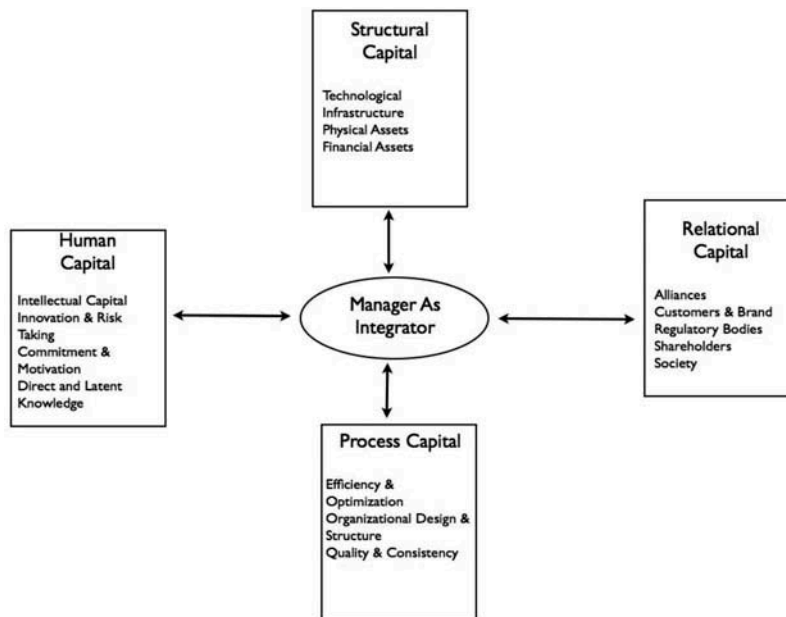 Structural
Capital
Technological
Infrastructure
Physical Assets
Financial Assets
Human
Capital
Intellectual Capital
Innovation & Risk
Taking
Commitment &
Motivation
Direct and Latent
Knowledge
Manager As
Integrator
Relational
Capital
Alliances
Customers & Brand
Regulatory Bodies
Shareholders
Society
Process Capital
Efficiency &
Optimization
Organizational Design &
Structure
Quality & Consistency